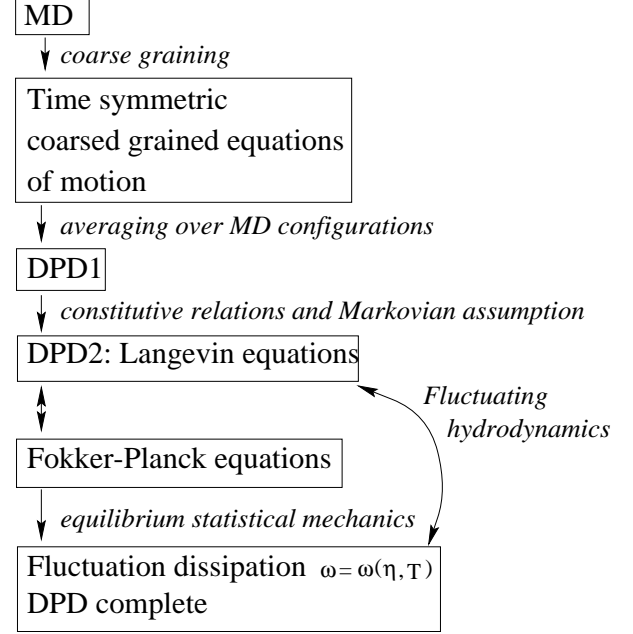 MD
coarse graining
Time symmetric
coarsed grained equations
of motion
averaging over MD configurations
DPD1
constitutive relations and Markovian assumption
DPD2: Langevin equations
Fluctuating
hydrodynamics
Fokker-Planck equations
equilibrium statistical mechanics
Fluctuation dissipation ω = ω(η,T)
DPD complete